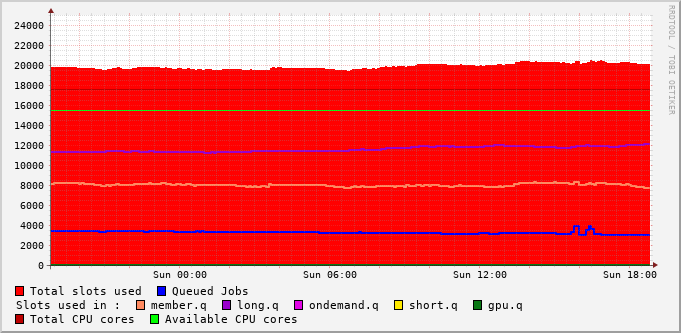 RRDTOOL / TOBI OETIKER
24000
22000
20000
18000
16000
14000
12000
10000
8000
6000
4000
2000
0
Sun 00:00 Sun 06:00 Sun 12:00 Sun 18:00
Total slots used Queued Jobs
Slots used in : member.q long.q ondemand.q short.q gpu.q
Total CPU cores Available CPU cores